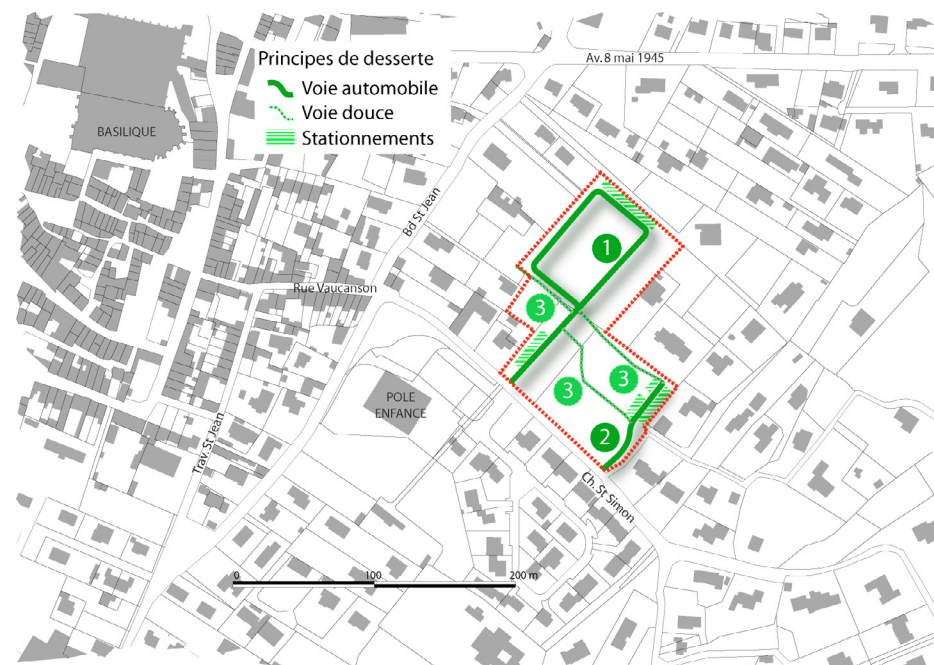 Av. 8 mai 1945
Principes de desserte
Voie automobile
Voie douce
Stationnements
BASILIQUE
Bd St Jean
1
Rue Vaucanson
3
3
3
POLE
ENFANCE
2
Trav. St Jean
Ch. St Simon
0
100
200 m